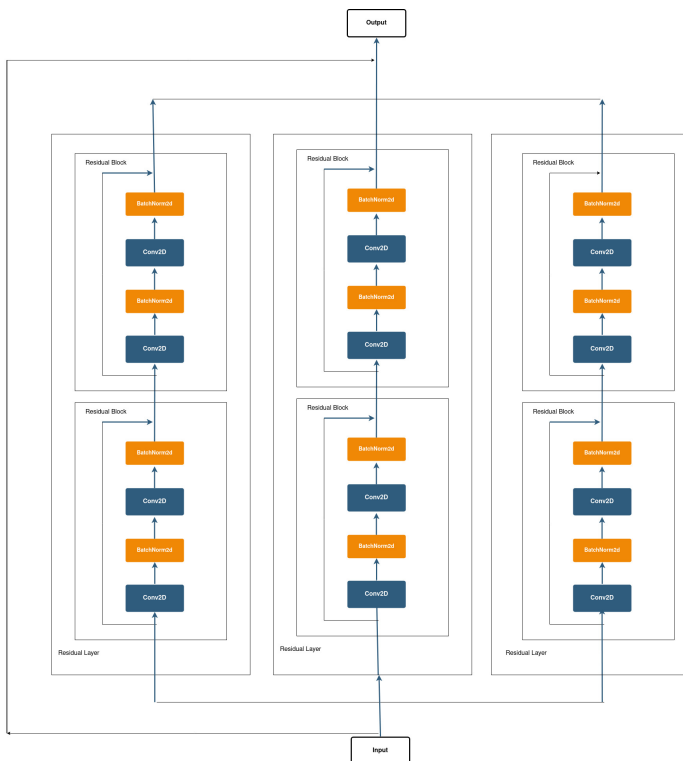 Output
Residual Block
BatchNorm2d
Conv2D
BatchNorm2d
Conv2D
Residual Block
BatchNorm2d
Conv2D
BatchNorm2d
Conv2D
Residual Layer
Residual Block
BatchNorm2d
Conv2D
BatchNorm2d
Conv2D
Residual Block
BatchNorm2d
Conv2D
BatchNorm2d
Conv2D
Residual Layer
Residual Block
BatchNorm2d
Conv2D
BatchNorm2d
Conv2D
Residual Block
BatchNorm2d
Conv2D
BatchNorm2d
Conv2D
Residual Layer
Input